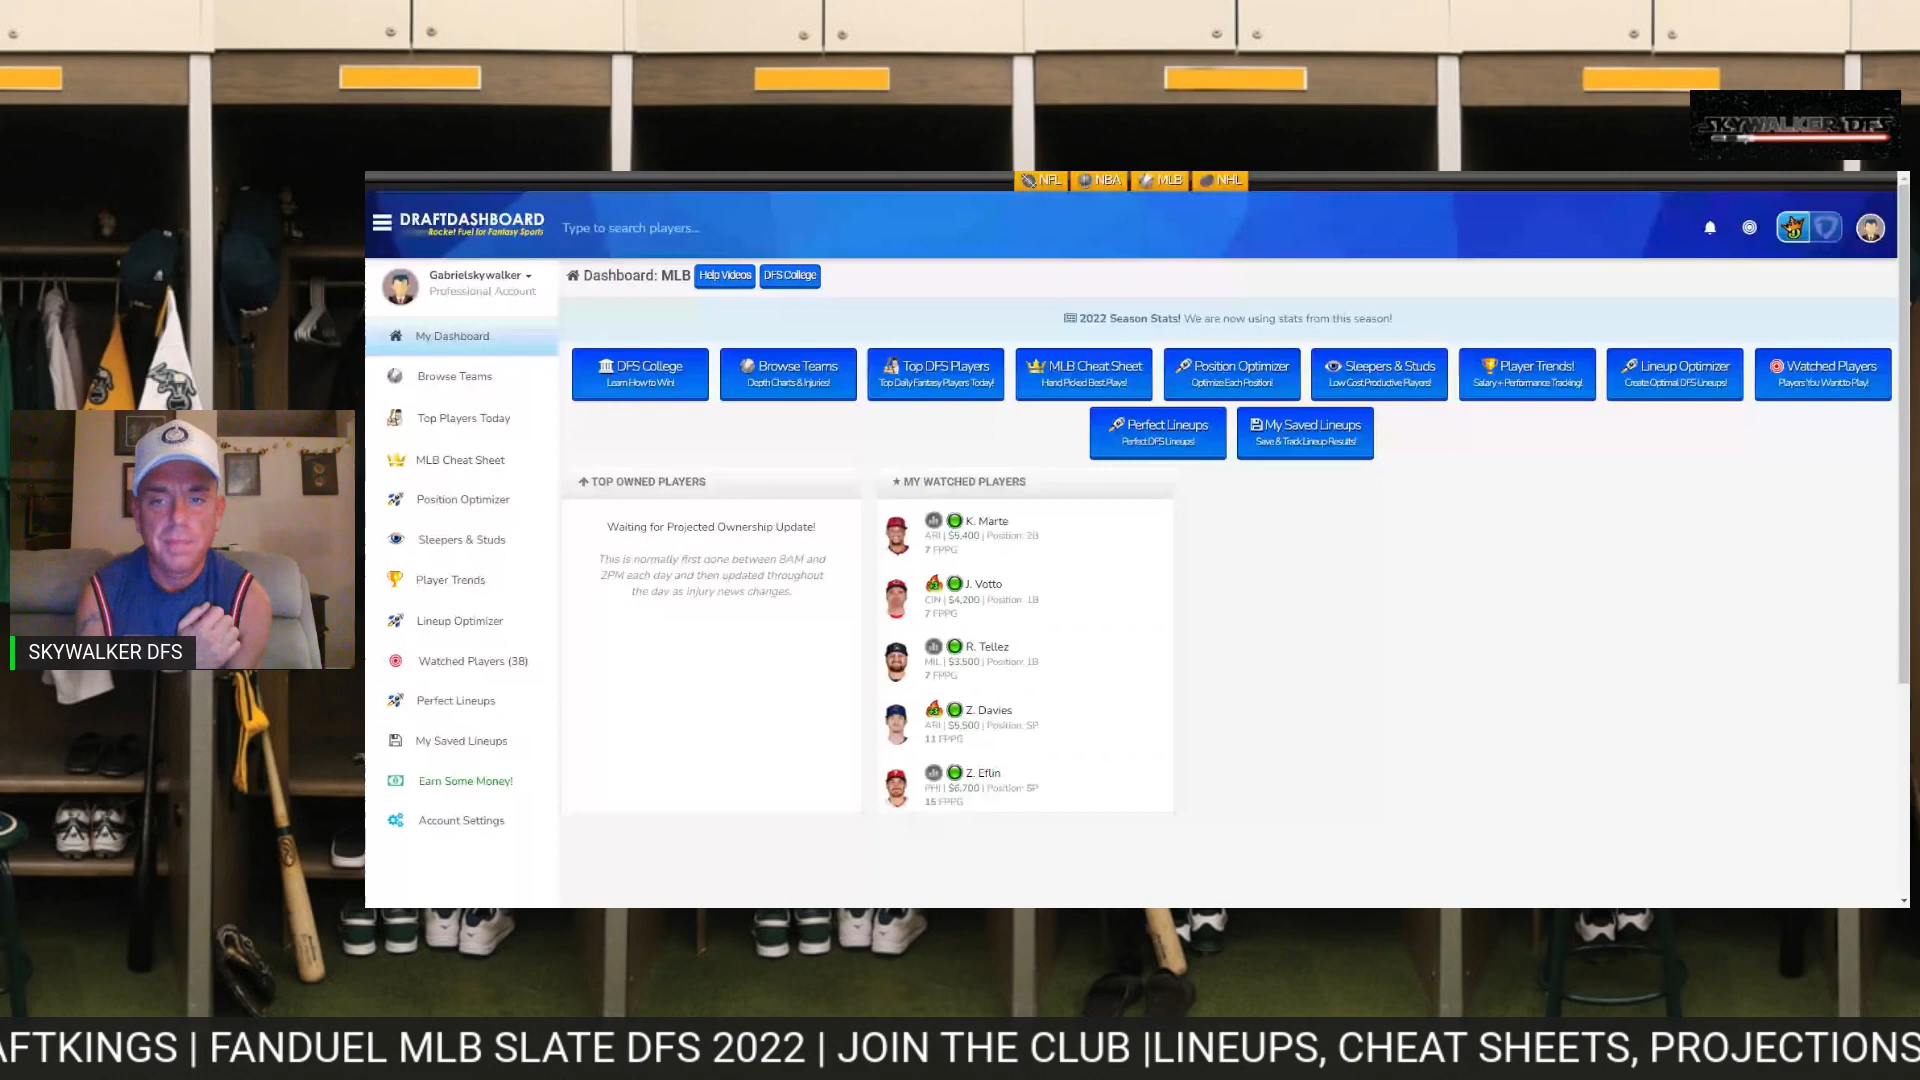 SKYWALKER DFS
NFL
NBA
MLB
NHL
DRAFTDASHBOARD
Rocket Fuel for Fantasy Sports
Type to search players...
Gabrielskywalker
Professional Account
My Dashboard
Browse Teams
Top Players Today
MLB Cheat Sheet
Position Optimizer
Sleepers & Studs
Player Trends
Lineup Optimizer
Watched Players (38)
Perfect Lineups
My Saved Lineups
Earn Some Money!
Account Settings
Dashboard: MLB
Help Videos
DFS College
2022 Season Stats! We are now using stats from this season!
DFS College
Learn How to Win!
Browse Teams
Depth Charts & Injuries!
Top DFS Players
Top Daily Fantasy Players Today!
MLB Cheat Sheet
Hand Picked Best Plays!
Position Optimizer
Optimize Each Position!
Sleepers & Studs
Low Cost Productive Players!
Player Trends!
Salary + Performance Tracking!
Lineup Optimizer
Create Optimal DFS Lineups!
Watched Players
Players You Want to Play!
Perfect Lineups
Perfect DFS Lineups!
My Saved Lineups
Save & Track Lineup Results!
TOP OWNED PLAYERS
Waiting for Projected Ownership Update!
This is normally first done between 8AM and
2PM each day and then updated throughout
the day as injury news changes.
MY WATCHED PLAYERS
K. Marte
ARI | $5,400 | Position: 2B
7 FPPG
J. Votto
CIN | $4,200 | Position: 1B
7 FPPG
R. Tellez
MIL | $3,500 | Position: 1B
7 FPPG
Z. Davies
ARI | $5,500 | Position: SP
11 FPPG
Z. Eflin
PHI | $6,700 | Position: SP
15 FPPG
SKYWALKER DFS
AFTKINGS | FANDUEL MLB SLATE DFS 2022 | JOIN THE CLUB |LINEUPS, CHEAT SHEETS, PROJECTIONS